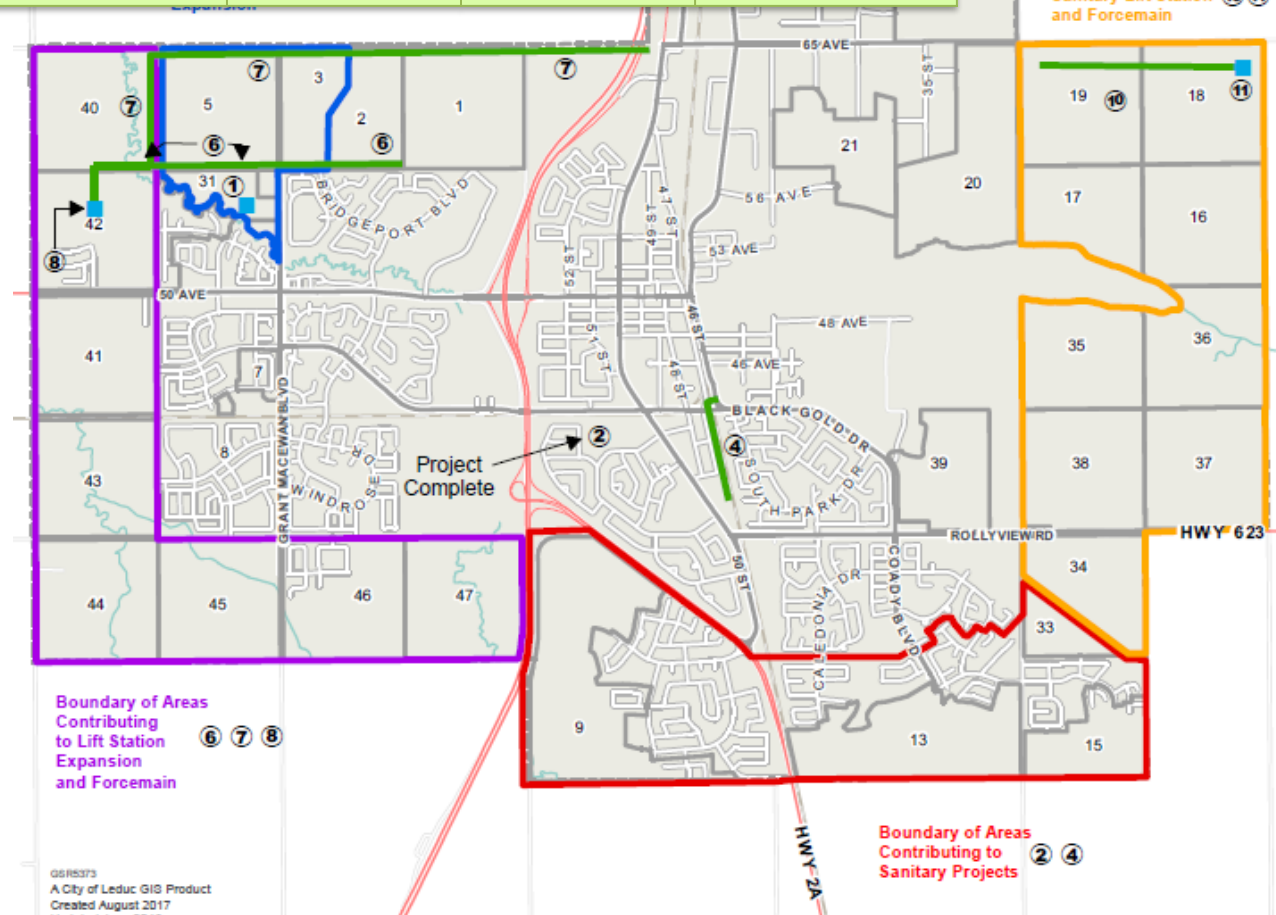 Expansion
Sanitary Lift Station
and Forcemain
65 AVE
35 ST
40
7
5
7
3
2
1
7
6
6
19
10
18
11
21
20
31
1
BRIDGEPORT BLVD
47 ST
49 ST
56 AVE
17
16
42
8
53 AVE
52 ST
50 AVE
46 ST
48 AVE
41
7
51 ST
48 ST
46 AVE
35
36
GRANT MACEWAN BLVD
BLACK GOLD DR
2
4
Project
Complete
8
WINDROSE DR
43
SOUTH PARK DR
39
38
37
ROLLYVIEW RD
HWY 623
44
45
46
47
50 ST
CALEDONIA DR
COADY BLVD
34
33
9
13
15
Boundary of Areas
Contributing
to Lift Station 6 7 8
Expansion
and Forcemain
HWY 2A
Boundary of Areas
Contributing to 2 4
Sanitary Projects
GSR5373
A City of Leduc GIS Product
Created August 2017